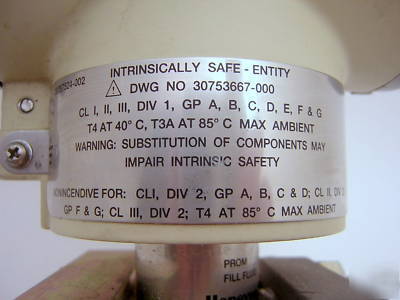 INTRINSICALLY SAFE - ENTITY
DWG NO 30753667-000
CL I, II, III, DIV 1, GP A, B, C, D, E, F & G
T4 AT 40° C, T3A AT 85° C MAX AMBIENT
WARNING: SUBSTITUTION OF COMPONENTS MAY
IMPAIR INTRINSIC SAFETY
NONINCENDIVE FOR: CLI, DIV 2, GP A, B, C & D; CL II, DIV 2
GP F & G; CL III, DIV 2; T4 AT 85° C MAX AMBIENT
PROM
FILL FLUID